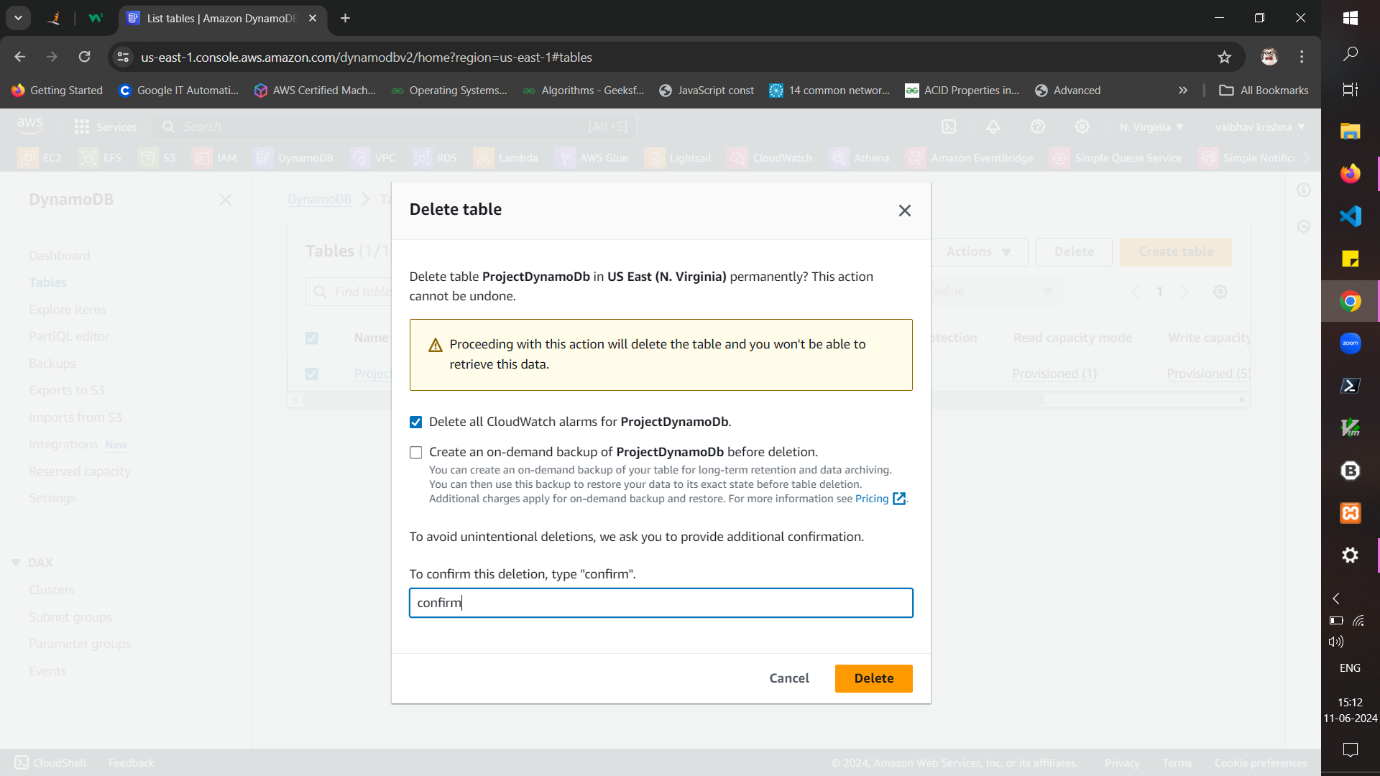 List tables | Amazon DynamoDB
us-east-1.console.aws.amazon.com/dynamodbv2/home?region=us-east-1#tables
Getting Started
Google IT Automati...
AWS Certified Mach...
Operating Systems...
Algorithms - Geeksf...
JavaScript const
14 common networ...
ACID Properties in...
Advanced
All Bookmarks
aws
Services
Search
[Alt+S]
N. Virginia
vaibhav krishna
EC2
EFS
S3
IAM
DynamoDB
VPC
RDS
Lambda
AWS Glue
Lightsail
CloudWatch
Athena
Amazon EventBridge
Simple Queue Service
Simple Notific
DynamoDB
Dashboard
Tables
Explore items
PartiQL editor
Backups
Exports to S3
Imports from S3
Integrations New
Reserved capacity
Settings
DAX
Clusters
Subnet groups
Parameter groups
Events
DynamoDB
Tables (1/1
Actions
Delete
Create table
Find table
value
1
Name
otection
Read capacity mode
Write capacity
Projec
Provisioned (1)
Provisioned (5)
Delete table
Delete table ProjectDynamoDb in US East (N. Virginia) permanently? This action
cannot be undone.
Proceeding with this action will delete the table and you won't be able to
retrieve this data.
Delete all CloudWatch alarms for ProjectDynamoDb.
Create an on-demand backup of ProjectDynamoDb before deletion.
You can create an on-demand backup of your table for long-term retention and data archiving.
You can then use this backup to restore your data to its exact state before table deletion.
Additional charges apply for on-demand backup and restore. For more information see Pricing.
To avoid unintentional deletions, we ask you to provide additional confirmation.
To confirm this deletion, type "confirm".
confirm
Cancel
Delete
CloudShell
Feedback
© 2024, Amazon Web Services, Inc. or its affiliates.
Privacy
Terms
Cookie preferences
zoom
ENG
15:12
11-06-2024